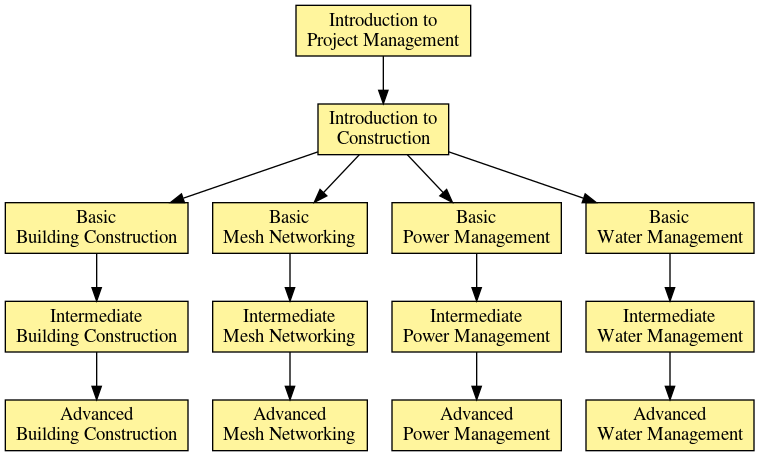 Introduction to
Project Management
Introduction to
Construction
Basic
Building Construction
Basic
Mesh Networking
Basic
Power Management
Basic
Water Management
Intermediate
Building Construction
Intermediate
Mesh Networking
Intermediate
Power Management
Intermediate
Water Management
Advanced
Building Construction
Advanced
Mesh Networking
Advanced
Power Management
Advanced
Water Management